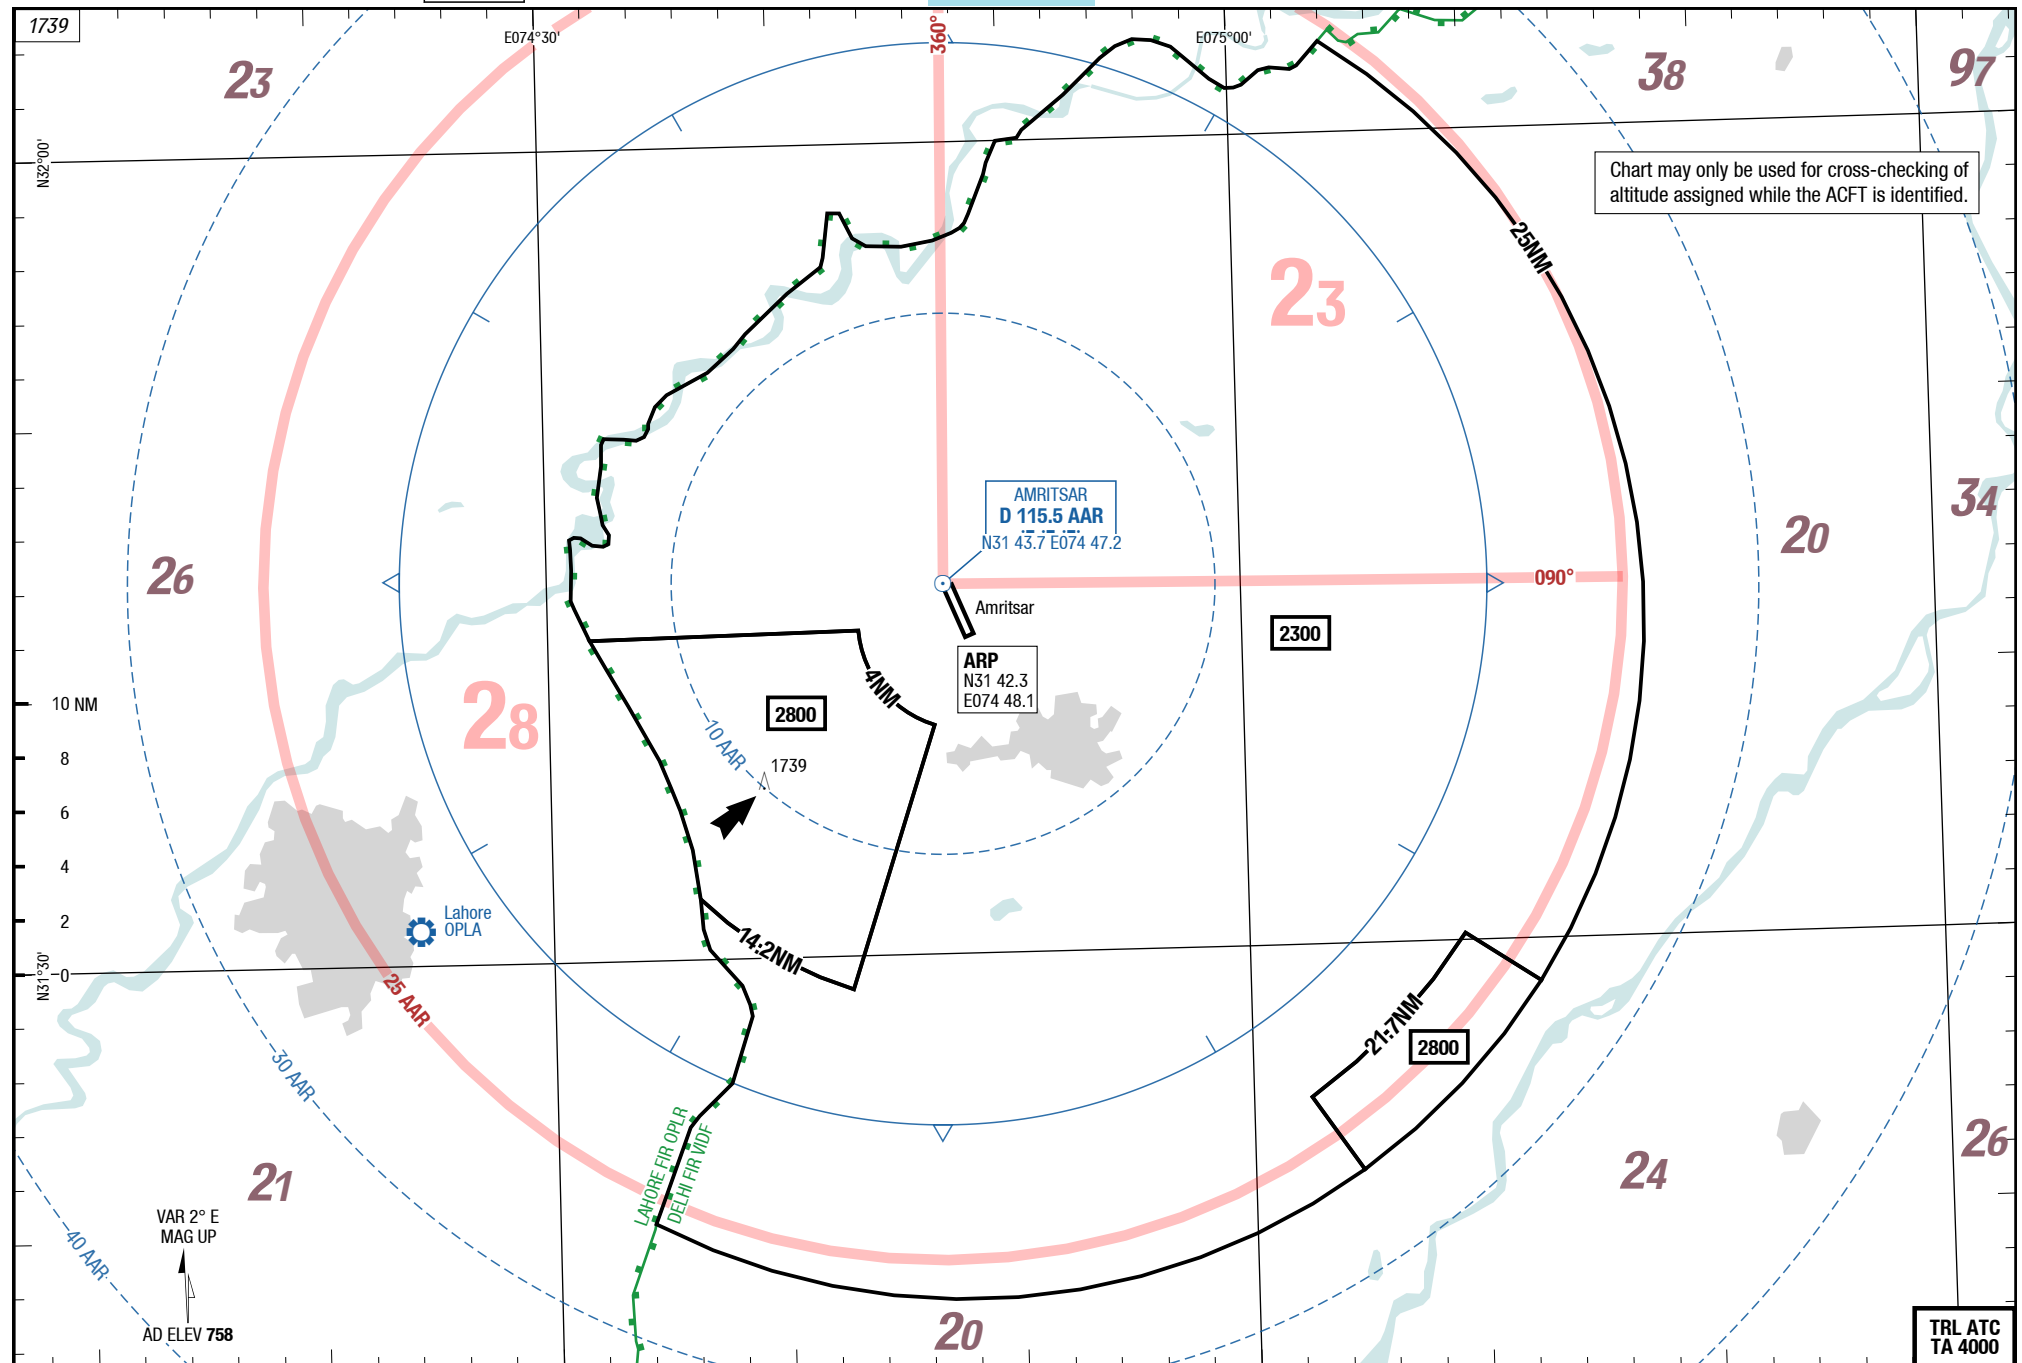 1739
E074°30'
360°
E075°00'
23
38
97
N32°00'
Chart may only be used for cross-checking of
altitude assigned while the ACFT is identified.
25NM
23
AMRITSAR
D 115.5 AAR
N31 43.7 E074 47.2
34
20
26
090°
Amritsar
2300
ARP
N31 42.3
E074 48.1
4NM
28
2800
10 NM
8
6
4
2
0
10 AAR
1739
Lahore
OPLA
14.2NM
N31°30'
25 AAR
21.7NM
2800
30 AAR
LAHORE FIR OPLR
DELHI FIR VIDF
26
24
21
VAR 2° E
MAG UP
40 AAR
AD ELEV 758
20
TRL ATC
TA 4000